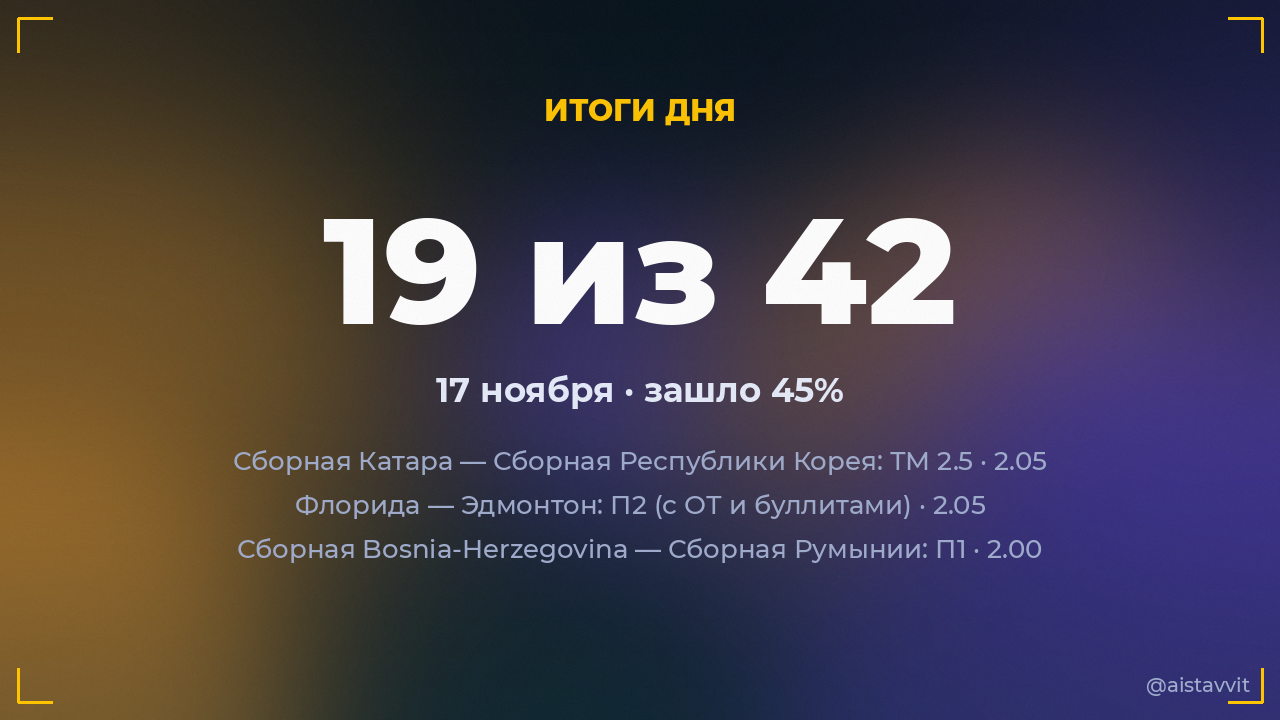 ИТОГИ ДНЯ
19 из 42
17 ноября · зашло 45%
Сборная Катара — Сборная Республики Корея: ТМ 2.5 · 2.05
Флорида — Эдмонтон: П2 (с ОТ и буллитами) · 2.05
Сборная Bosnia-Herzegovina — Сборная Румынии: П1 · 2.00
@aistavvit